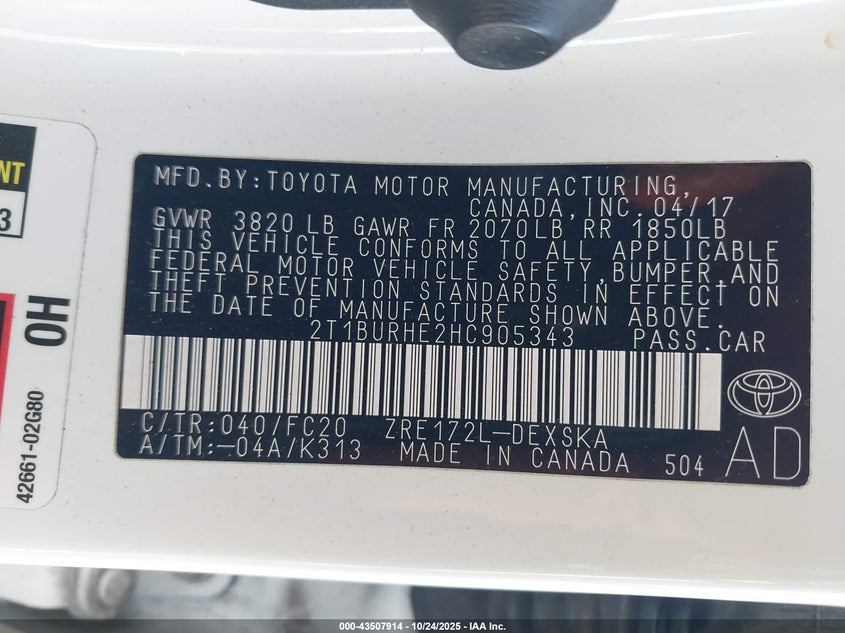 NT
3
OH
42661-02G80
MFD.BY:TOYOTA MOTOR MANUFACTURING,
CANADA,INC.04/17
GVWR 3820 LB GAWR FR 2070LB RR 1850LB
THIS VEHICLE CONFORMS TO ALL APPLICABLE
FEDERAL MOTOR VEHICLE SAFETY,BUMPER,AND
THEFT PREVENTION STANDARDS IN EFFECT ON
THE DATE OF MANUFACTURE SHOWN ABOVE.
2T1BURHE2HC905343 PASS.CAR
C/TR:040/FC20 ZRE172L-DEXSKA
A/TM:-04A/K313 MADE IN CANADA 504
AD
000-43507914 - 10/24/2025 - IAA Inc.